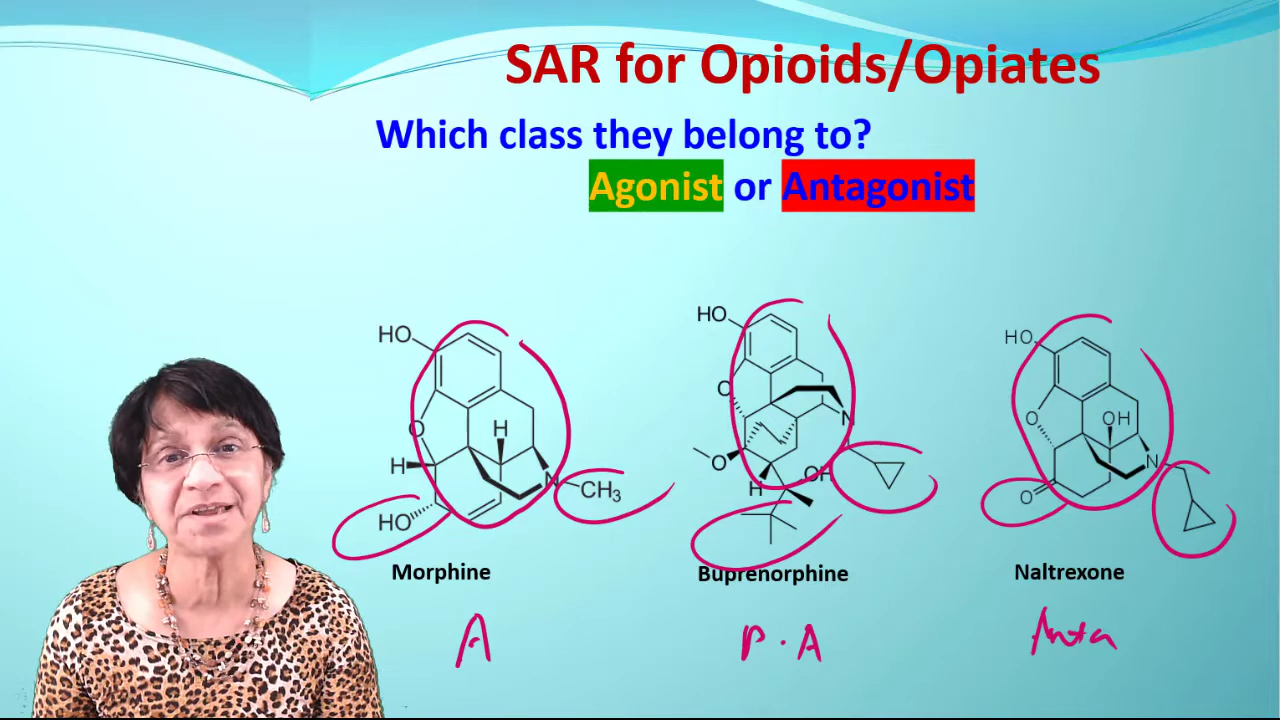 SAR for Opioids/Opiates
Which class they belong to?
Agonist or Antagonist
HO
O
H
H
HO
N
CH₃
Morphine
A
HO
O
N
O
H
OH
Buprenorphine
P.A
HO
O
OH
N
O
Naltrexone
Anta